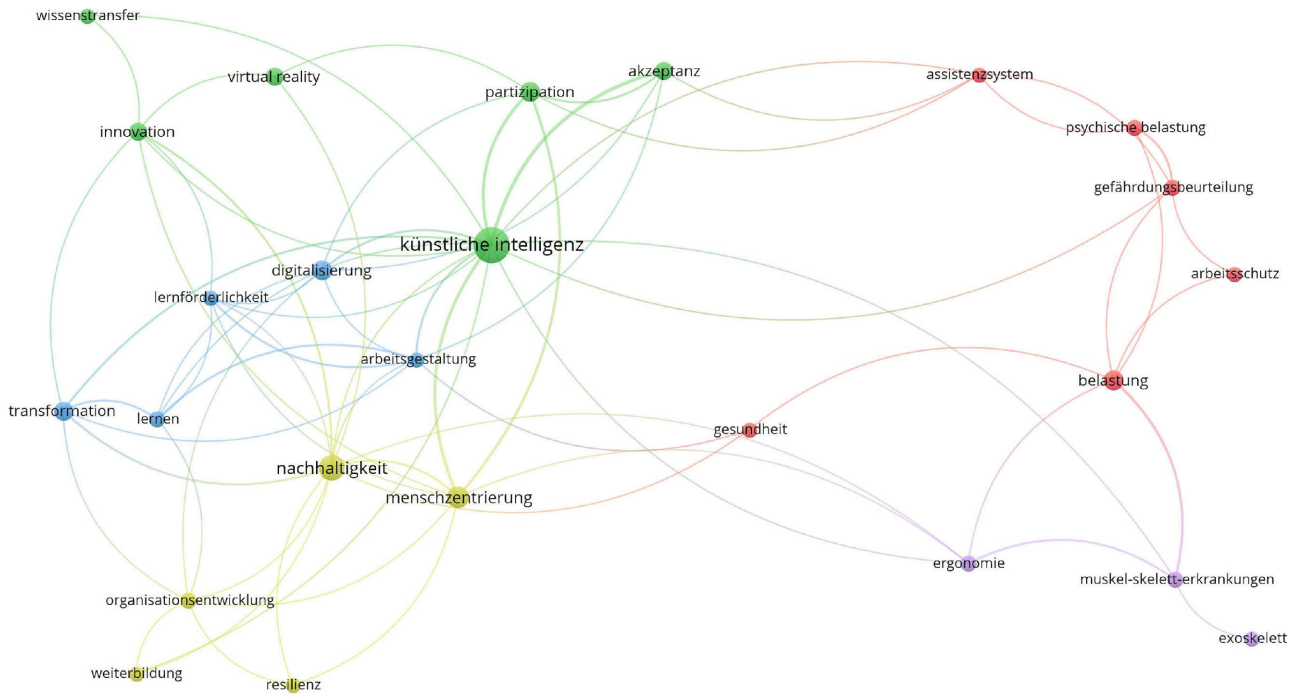 wissenstransfer
virtual reality
akzeptanz
assistenzsystem
partizipation
innovation
psychische belastung
gefährdungsbeurteilung
künstliche intelligenz
digitalisierung
arbeitsschutz
lernförderlichkeit
arbeitsgestaltung
belastung
transformation
lernen
gesundheit
nachhaltigkeit
menschzentrierung
ergonomie
muskel-skelett-erkrankungen
organisationsentwicklung
exoskelett
weiterbildung
resilienz